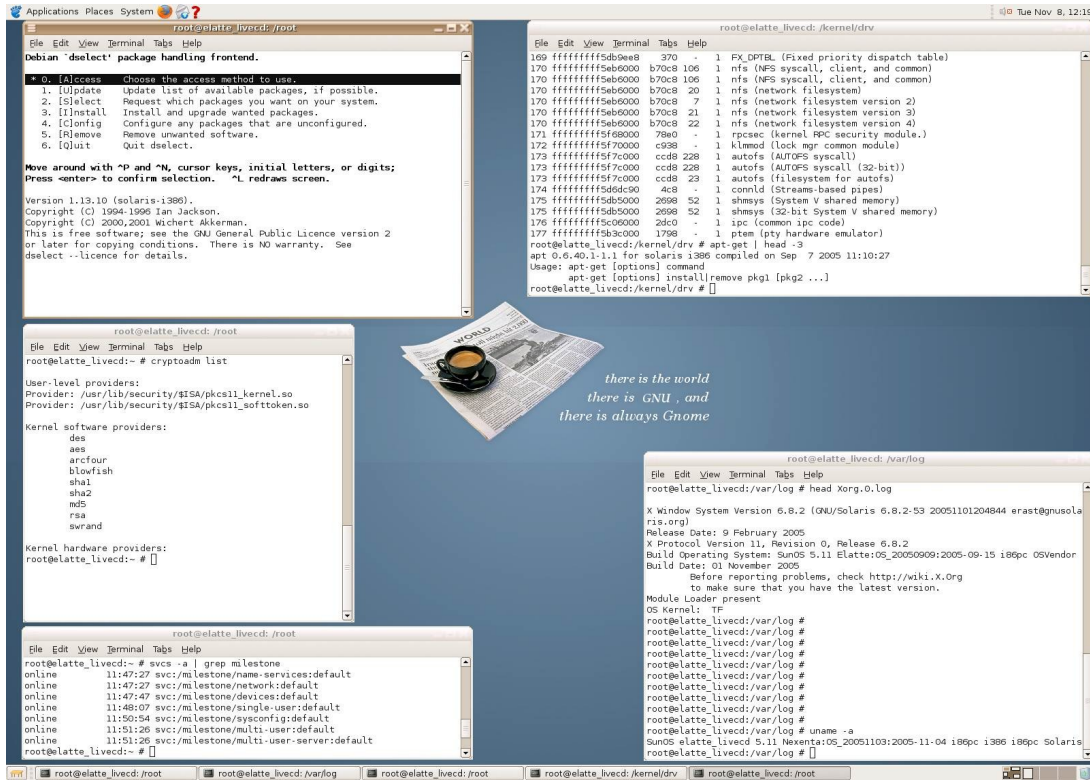 Applications Places System
Tue Nov 8, 12:19
root@elatte_livecd: /root
File Edit View Terminal Tabs Help
Debian `dselect' package handling frontend.
* 0. [A]ccess Choose the access method to use.
1. [U]pdate Update list of available packages, if possible.
2. [S]elect Request which packages you want on your system.
3. [I]nstall Install and upgrade wanted packages.
4. [C]onfig Configure any packages that are unconfigured.
5. [R]emove Remove unwanted software.
6. [Q]uit Quit dselect.
Move around with ^P and ^N, cursor keys, initial letters, or digits;
Press <enter> to confirm selection. ^L redraws screen.
Version 1.13.10 (solaris-i386).
Copyright (C) 1994-1996 Ian Jackson.
Copyright (C) 2000,2001 Wichert Akkerman.
This is free software; see the GNU General Public Licence version 2
or later for copying conditions. There is NO warranty. See
dselect --licence for details.
root@elatte_livecd: /kernel/drv
File Edit View Terminal Tabs Help
169 fffffffff5db9ee8 370 - 1 FX_DPTBL (Fixed priority dispatch table)
170 fffffffff5eb6000 b70c8 106 1 nfs (NFS syscall, client, and common)
170 fffffffff5eb6000 b70c8 106 1 nfs (NFS syscall, client, and common)
170 fffffffff5eb6000 b70c8 20 1 nfs (network filesystem)
170 fffffffff5eb6000 b70c8 7 1 nfs (network filesystem version 2)
170 fffffffff5eb6000 b70c8 21 1 nfs (network filesystem version 3)
170 fffffffff5eb6000 b70c8 22 1 nfs (network filesystem version 4)
171 fffffffff5f68000 78e0 - 1 rpcsec (kernel RPC security module.)
172 fffffffff5f70000 c938 - 1 klmmod (lock mgr common module)
173 fffffffff5f7c000 ccd8 228 1 autofs (AUTOFS syscall)
173 fffffffff5f7c000 ccd8 228 1 autofs (AUTOFS syscall (32-bit))
173 fffffffff5f7c000 ccd8 23 1 autofs (filesystem for autofs)
174 fffffffff5d6dc90 4c8 - 1 connld (Streams-based pipes)
175 fffffffff5db5000 2698 52 1 shmsys (System V shared memory)
175 fffffffff5db5000 2698 52 1 shmsys (32-bit System V shared memory)
176 fffffffff5c06000 2dc0 - 1 ipc (common ipc code)
177 fffffffff5b3c000 1798 - 1 ptem (pty hardware emulator)
root@elatte_livecd:/kernel/drv # apt-get | head -3
apt 0.6.40.1-1.1 for solaris i386 compiled on Sep 7 2005 11:10:27
Usage: apt-get [options] command
apt-get [options] install|remove pkg1 [pkg2 ...]
root@elatte_livecd:/kernel/drv #
root@elatte_livecd: /root
File Edit View Terminal Tabs Help
root@elatte_livecd:~ # cryptoadm list
User-level providers:
Provider: /usr/lib/security/$ISA/pkcs11_kernel.so
Provider: /usr/lib/security/$ISA/pkcs11_softtoken.so
Kernel software providers:
des
aes
arcfour
blowfish
sha1
sha2
md5
rsa
swrand
Kernel hardware providers:
root@elatte_livecd:~ #
WORLD
there is the world
there is GNU , and
there is always Gnome
root@elatte_livecd: /var/log
File Edit View Terminal Tabs Help
root@elatte_livecd:/var/log # head Xorg.0.log
X Window System Version 6.8.2 (GNU/Solaris 6.8.2-53 20051101204844 erast@gnusola
ris.org)
Release Date: 9 February 2005
X Protocol Version 11, Revision 0, Release 6.8.2
Build Operating System: SunOS 5.11 Elatte:OS_20050909:2005-09-15 i86pc OSVendor
Build Date: 01 November 2005
Before reporting problems, check http://wiki.X.Org
to make sure that you have the latest version.
Module Loader present
OS Kernel: TF
root@elatte_livecd:/var/log #
root@elatte_livecd:/var/log #
root@elatte_livecd:/var/log #
root@elatte_livecd:/var/log #
root@elatte_livecd:/var/log #
root@elatte_livecd:/var/log #
root@elatte_livecd:/var/log #
root@elatte_livecd:/var/log #
root@elatte_livecd:/var/log #
root@elatte_livecd:/var/log # uname -a
SunOS elatte_livecd 5.11 Nexenta:OS_20051103:2005-11-04 i86pc i386 i86pc Solaris
root@elatte_livecd:/var/log #
root@elatte_livecd: /root
File Edit View Terminal Tabs Help
root@elatte_livecd:~ # svcs -a | grep milestone
online 11:47:27 svc:/milestone/name-services:default
online 11:47:27 svc:/milestone/network:default
online 11:47:47 svc:/milestone/devices:default
online 11:48:07 svc:/milestone/single-user:default
online 11:50:54 svc:/milestone/sysconfig:default
online 11:51:26 svc:/milestone/multi-user:default
online 11:51:26 svc:/milestone/multi-user-server:default
root@elatte_livecd:~ #
root@elatte_livecd: /root
root@elatte_livecd: /var/log
root@elatte_livecd: /root
root@elatte_livecd: /kernel/drv
root@elatte_livecd: /root